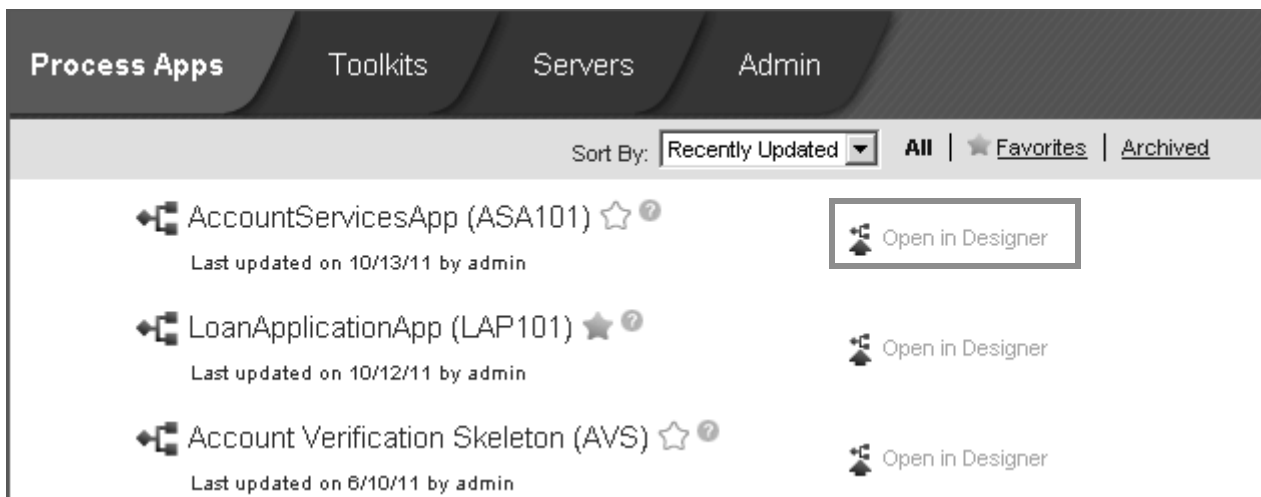 Process Apps Toolkits Servers Admin
Sort By: Recently Updated All | Favorites | Archived
AccountServicesApp (ASA101) ?
Open in Designer
Last updated on 10/13/11 by admin
LoanApplicationApp (LAP101) ?
Open in Designer
Last updated on 10/12/11 by admin
Account Verification Skeleton (AVS) ?
Open in Designer
Last updated on 6/10/11 by admin